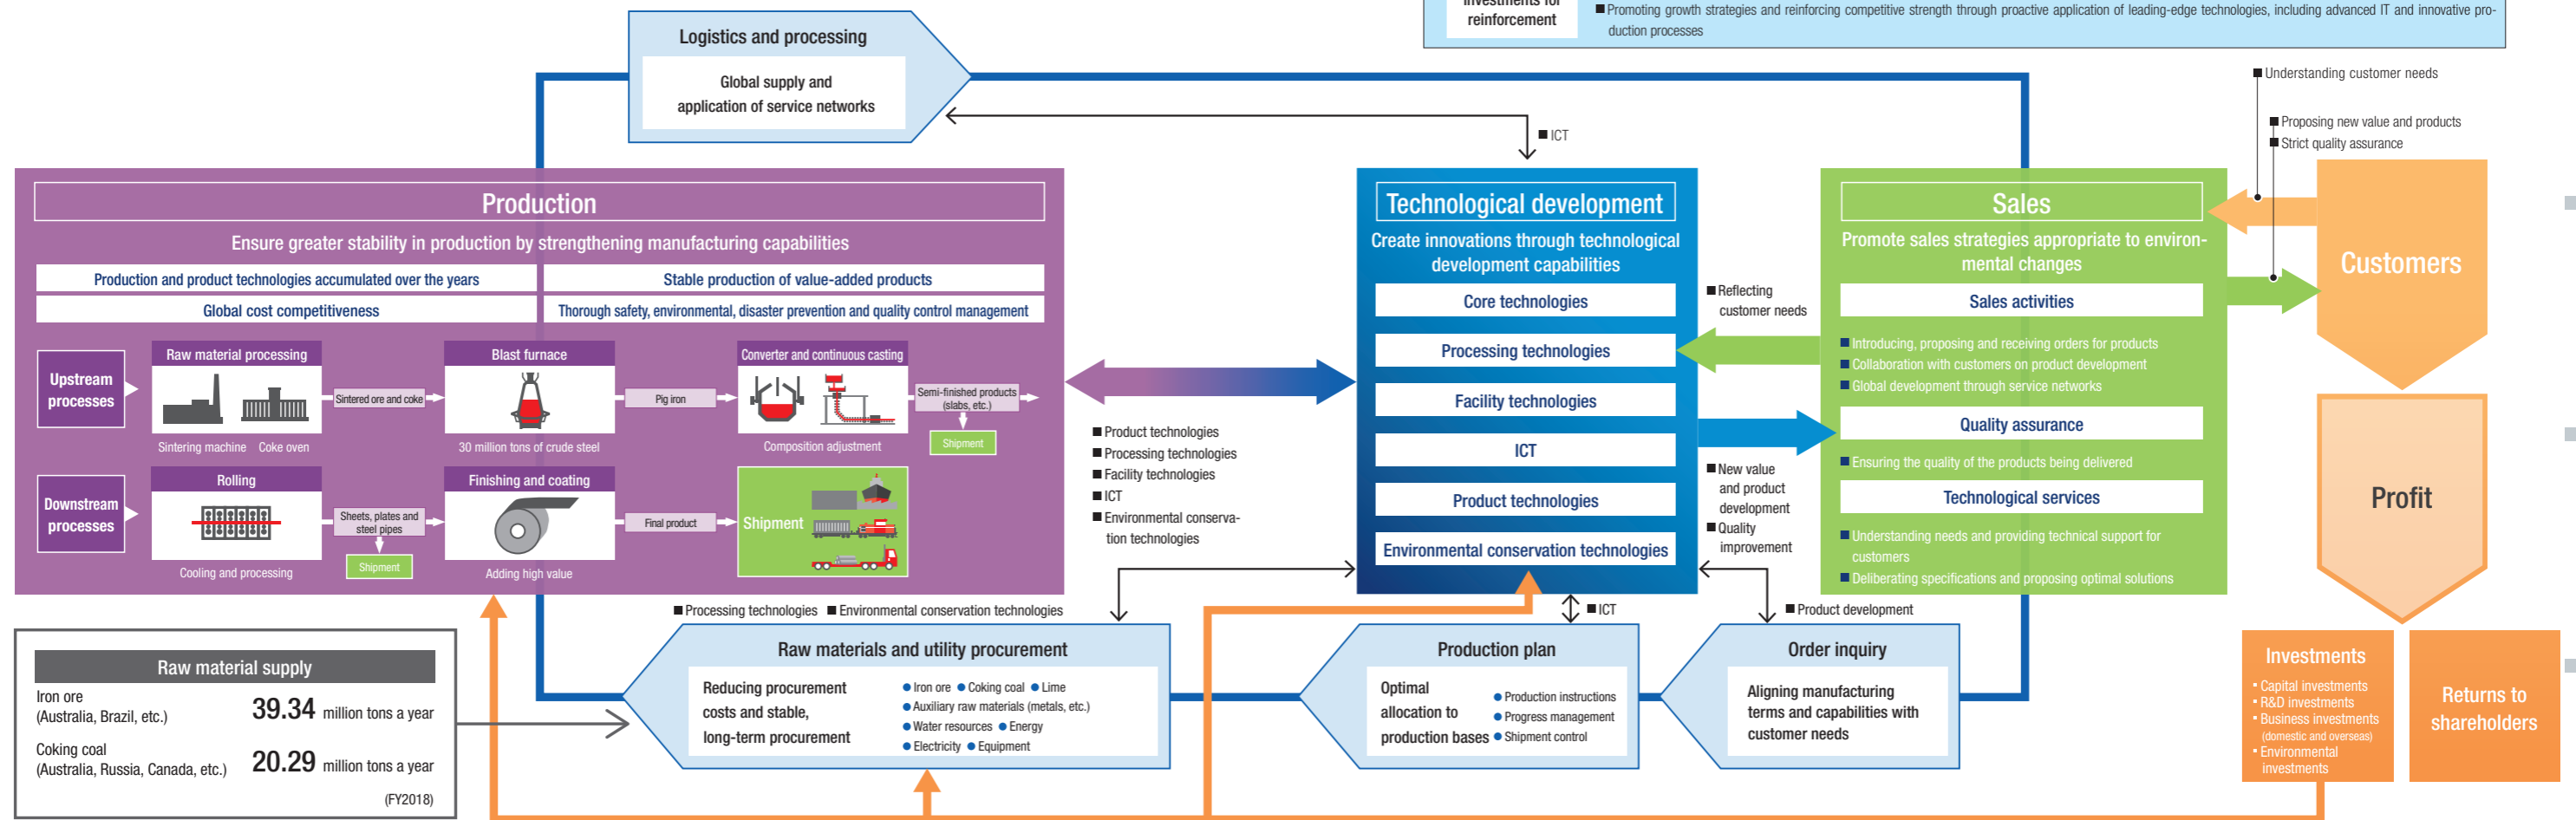 investments for
reinforcement
■ Promoting growth strategies and reinforcing competitive strength through proactive application of leading-edge technologies, including advanced IT and innovative pro-
duction processes
Logistics and processing
Global supply and
application of service networks
■ ICT
■ Understanding customer needs
■ Proposing new value and products
■ Strict quality assurance
Production
Ensure greater stability in production by strengthening manufacturing capabilities
Production and product technologies accumulated over the years
Stable production of value-added products
Global cost competitiveness
Thorough safety, environmental, disaster prevention and quality control management
Upstream
processes
Raw material processing
Sintering machine
Coke oven
Sintered ore and coke
Blast furnace
30 million tons of crude steel
Pig iron
Converter and continuous casting
Composition adjustment
Semi-finished products
(slabs, etc.)
Shipment
Downstream
processes
Rolling
Cooling and processing
Sheets, plates and
steel pipes
Shipment
Finishing and coating
Adding high value
Final product
Shipment
■ Product technologies
■ Processing technologies
■ Facility technologies
■ ICT
■ Environmental conserva-
tion technologies
Technological development
Create innovations through technological
development capabilities
Core technologies
Processing technologies
Facility technologies
ICT
Product technologies
Environmental conservation technologies
■ Reflecting
customer needs
■ New value
and product
development
■ Quality
improvement
Sales
Promote sales strategies appropriate to environ-
mental changes
Sales activities
■ Introducing, proposing and receiving orders for products
■ Collaboration with customers on product development
■ Global development through service networks
Quality assurance
■ Ensuring the quality of the products being delivered
Technological services
■ Understanding needs and providing technical support for
customers
■ Deliberating specifications and proposing optimal solutions
Customers
Profit
Investments
▪ Capital investments
▪ R&D investments
▪ Business investments
(domestic and overseas)
▪ Environmental
investments
Returns to
shareholders
■ Processing technologies ■ Environmental conservation technologies
■ ICT
■ Product development
Raw material supply
Iron ore
(Australia, Brazil, etc.)
39.34 million tons a year
Coking coal
(Australia, Russia, Canada, etc.)
20.29 million tons a year
(FY2018)
Raw materials and utility procurement
Reducing procurement
costs and stable,
long-term procurement
● Iron ore ● Coking coal ● Lime
● Auxiliary raw materials (metals, etc.)
● Water resources ● Energy
● Electricity ● Equipment
Production plan
Optimal
allocation to
production bases
● Production instructions
● Progress management
● Shipment control
Order inquiry
Aligning manufacturing
terms and capabilities with
customer needs